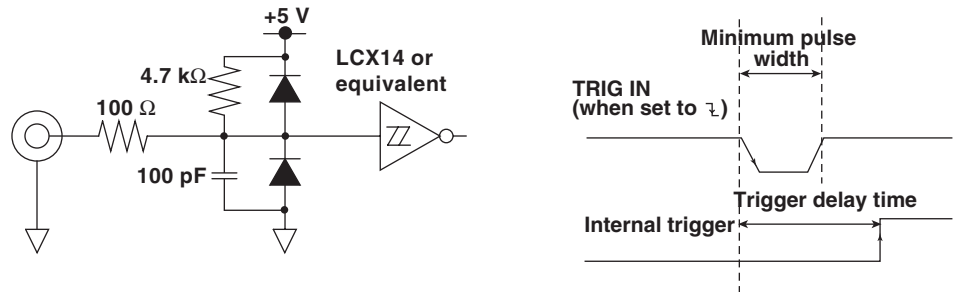 +5 V
4.7 kΩ
LCX14 or
equivalent
100 Ω
100 pF
Minimum pulse
width
TRIG IN
(when set to ↧)
Trigger delay time
Internal trigger